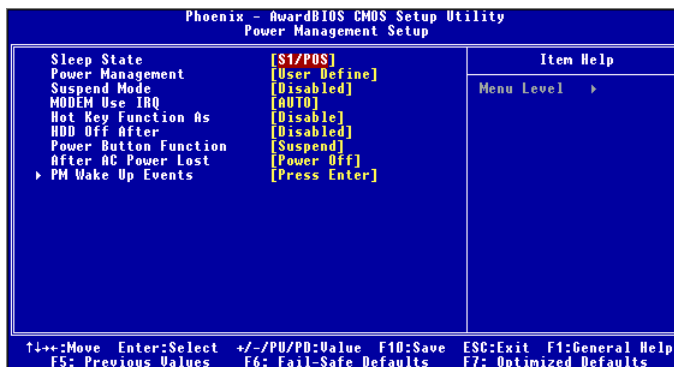 Phoenix - AwardBIOS CMOS Setup Utility
Power Management Setup
Sleep State [S1/POS]
Power Management [User Define]
Suspend Mode [Disabled]
MODEM Use IRQ [AUTO]
Hot Key Function As [Disable]
HDD Off After [Disabled]
Power Button Function [Suspend]
After AC Power Lost [Power Off]
▸ PM Wake Up Events [Press Enter]
Item Help
Menu Level ▸
↑↓→←:Move Enter:Select +/-/PU/PD:Value F10:Save ESC:Exit F1:General Help
F5: Previous Values F6: Fail-Safe Defaults F7: Optimized Defaults